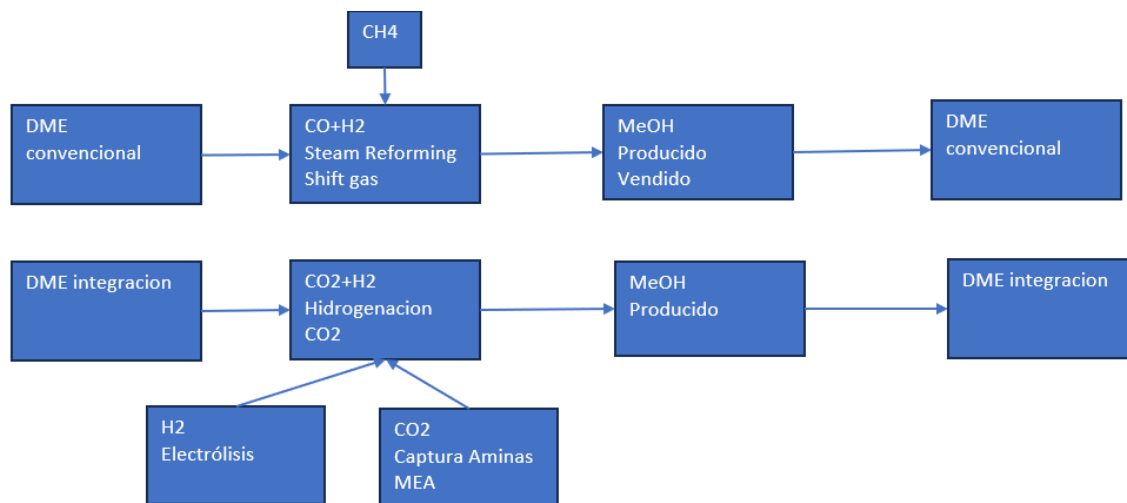 CH4
DME
convencional
CO+H2
Steam Reforming
Shift gas
MeOH
Producido
Vendido
DME
convencional
DME integracion
CO2+H2
Hidrogenacion
CO2
MeOH
Producido
DME integracion
H2
Electrólisis
CO2
Captura Aminas
MEA